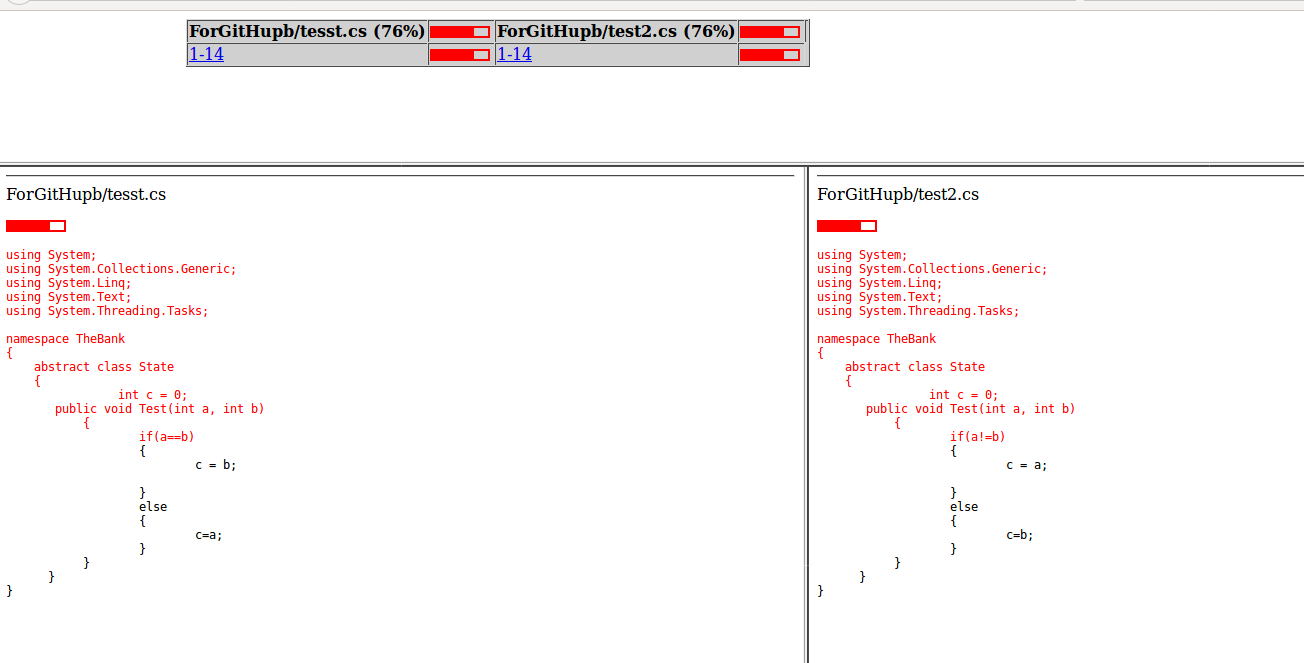 ForGitHupb/tesst.cs (76%) ForGitHupb/test2.cs (76%)
1-14 1-14
ForGitHupb/tesst.cs
using System;
using System.Collections.Generic;
using System.Linq;
using System.Text;
using System.Threading.Tasks;
namespace TheBank
{
abstract class State
{
int c = 0;
public void Test(int a, int b)
{
if(a==b)
{
c = b;
}
else
{
c=a;
}
}
}
}
ForGitHupb/test2.cs
using System;
using System.Collections.Generic;
using System.Linq;
using System.Text;
using System.Threading.Tasks;
namespace TheBank
{
abstract class State
{
int c = 0;
public void Test(int a, int b)
{
if(a!=b)
{
c = a;
}
else
{
c=b;
}
}
}
}